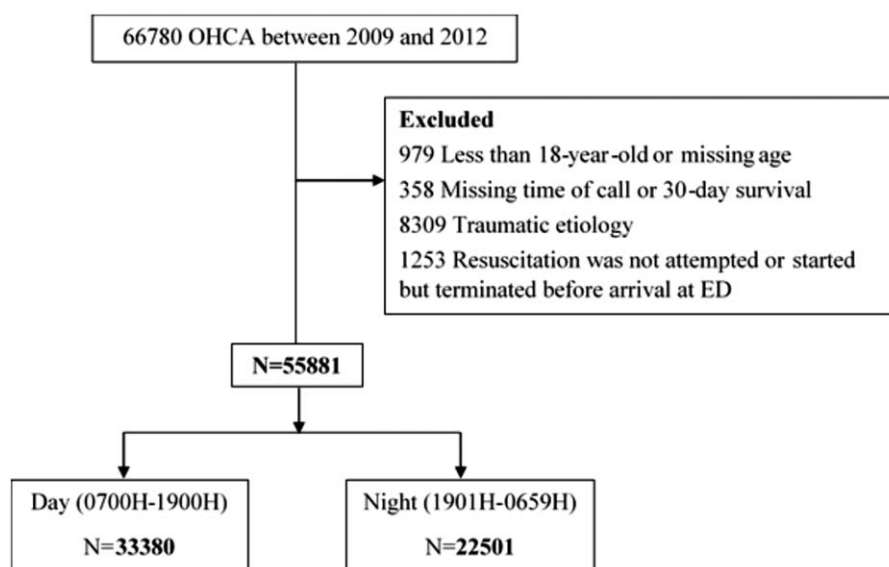 66780 OHCA between 2009 and 2012
Excluded
979 Less than 18-year-old or missing age
358 Missing time of call or 30-day survival
8309 Traumatic etiology
1253 Resuscitation was not attempted or started
but terminated before arrival at ED
N=55881
Day (0700H-1900H)
N=33380
Night (1901H-0659H)
N=22501